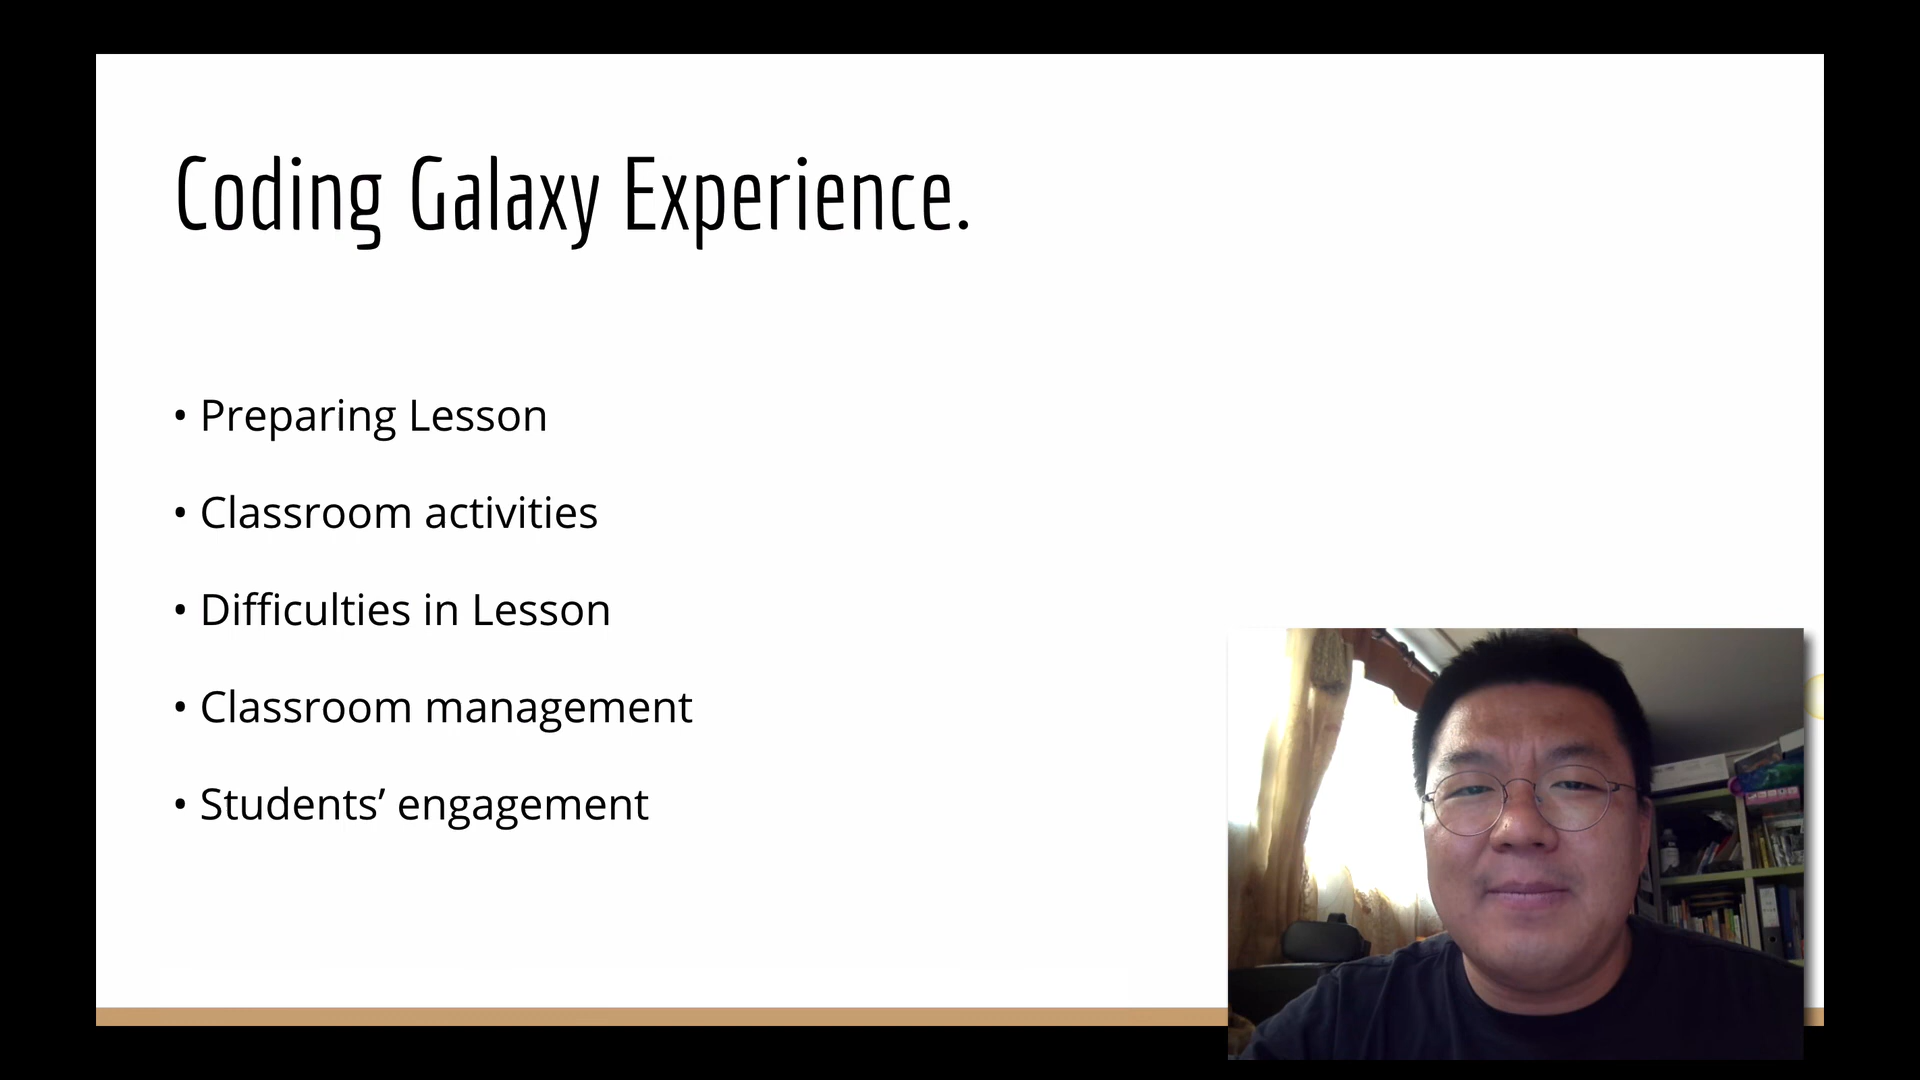 Coding Galaxy Experience.
• Preparing Lesson
• Classroom activities
• Difficulties in Lesson
• Classroom management
• Students’ engagement